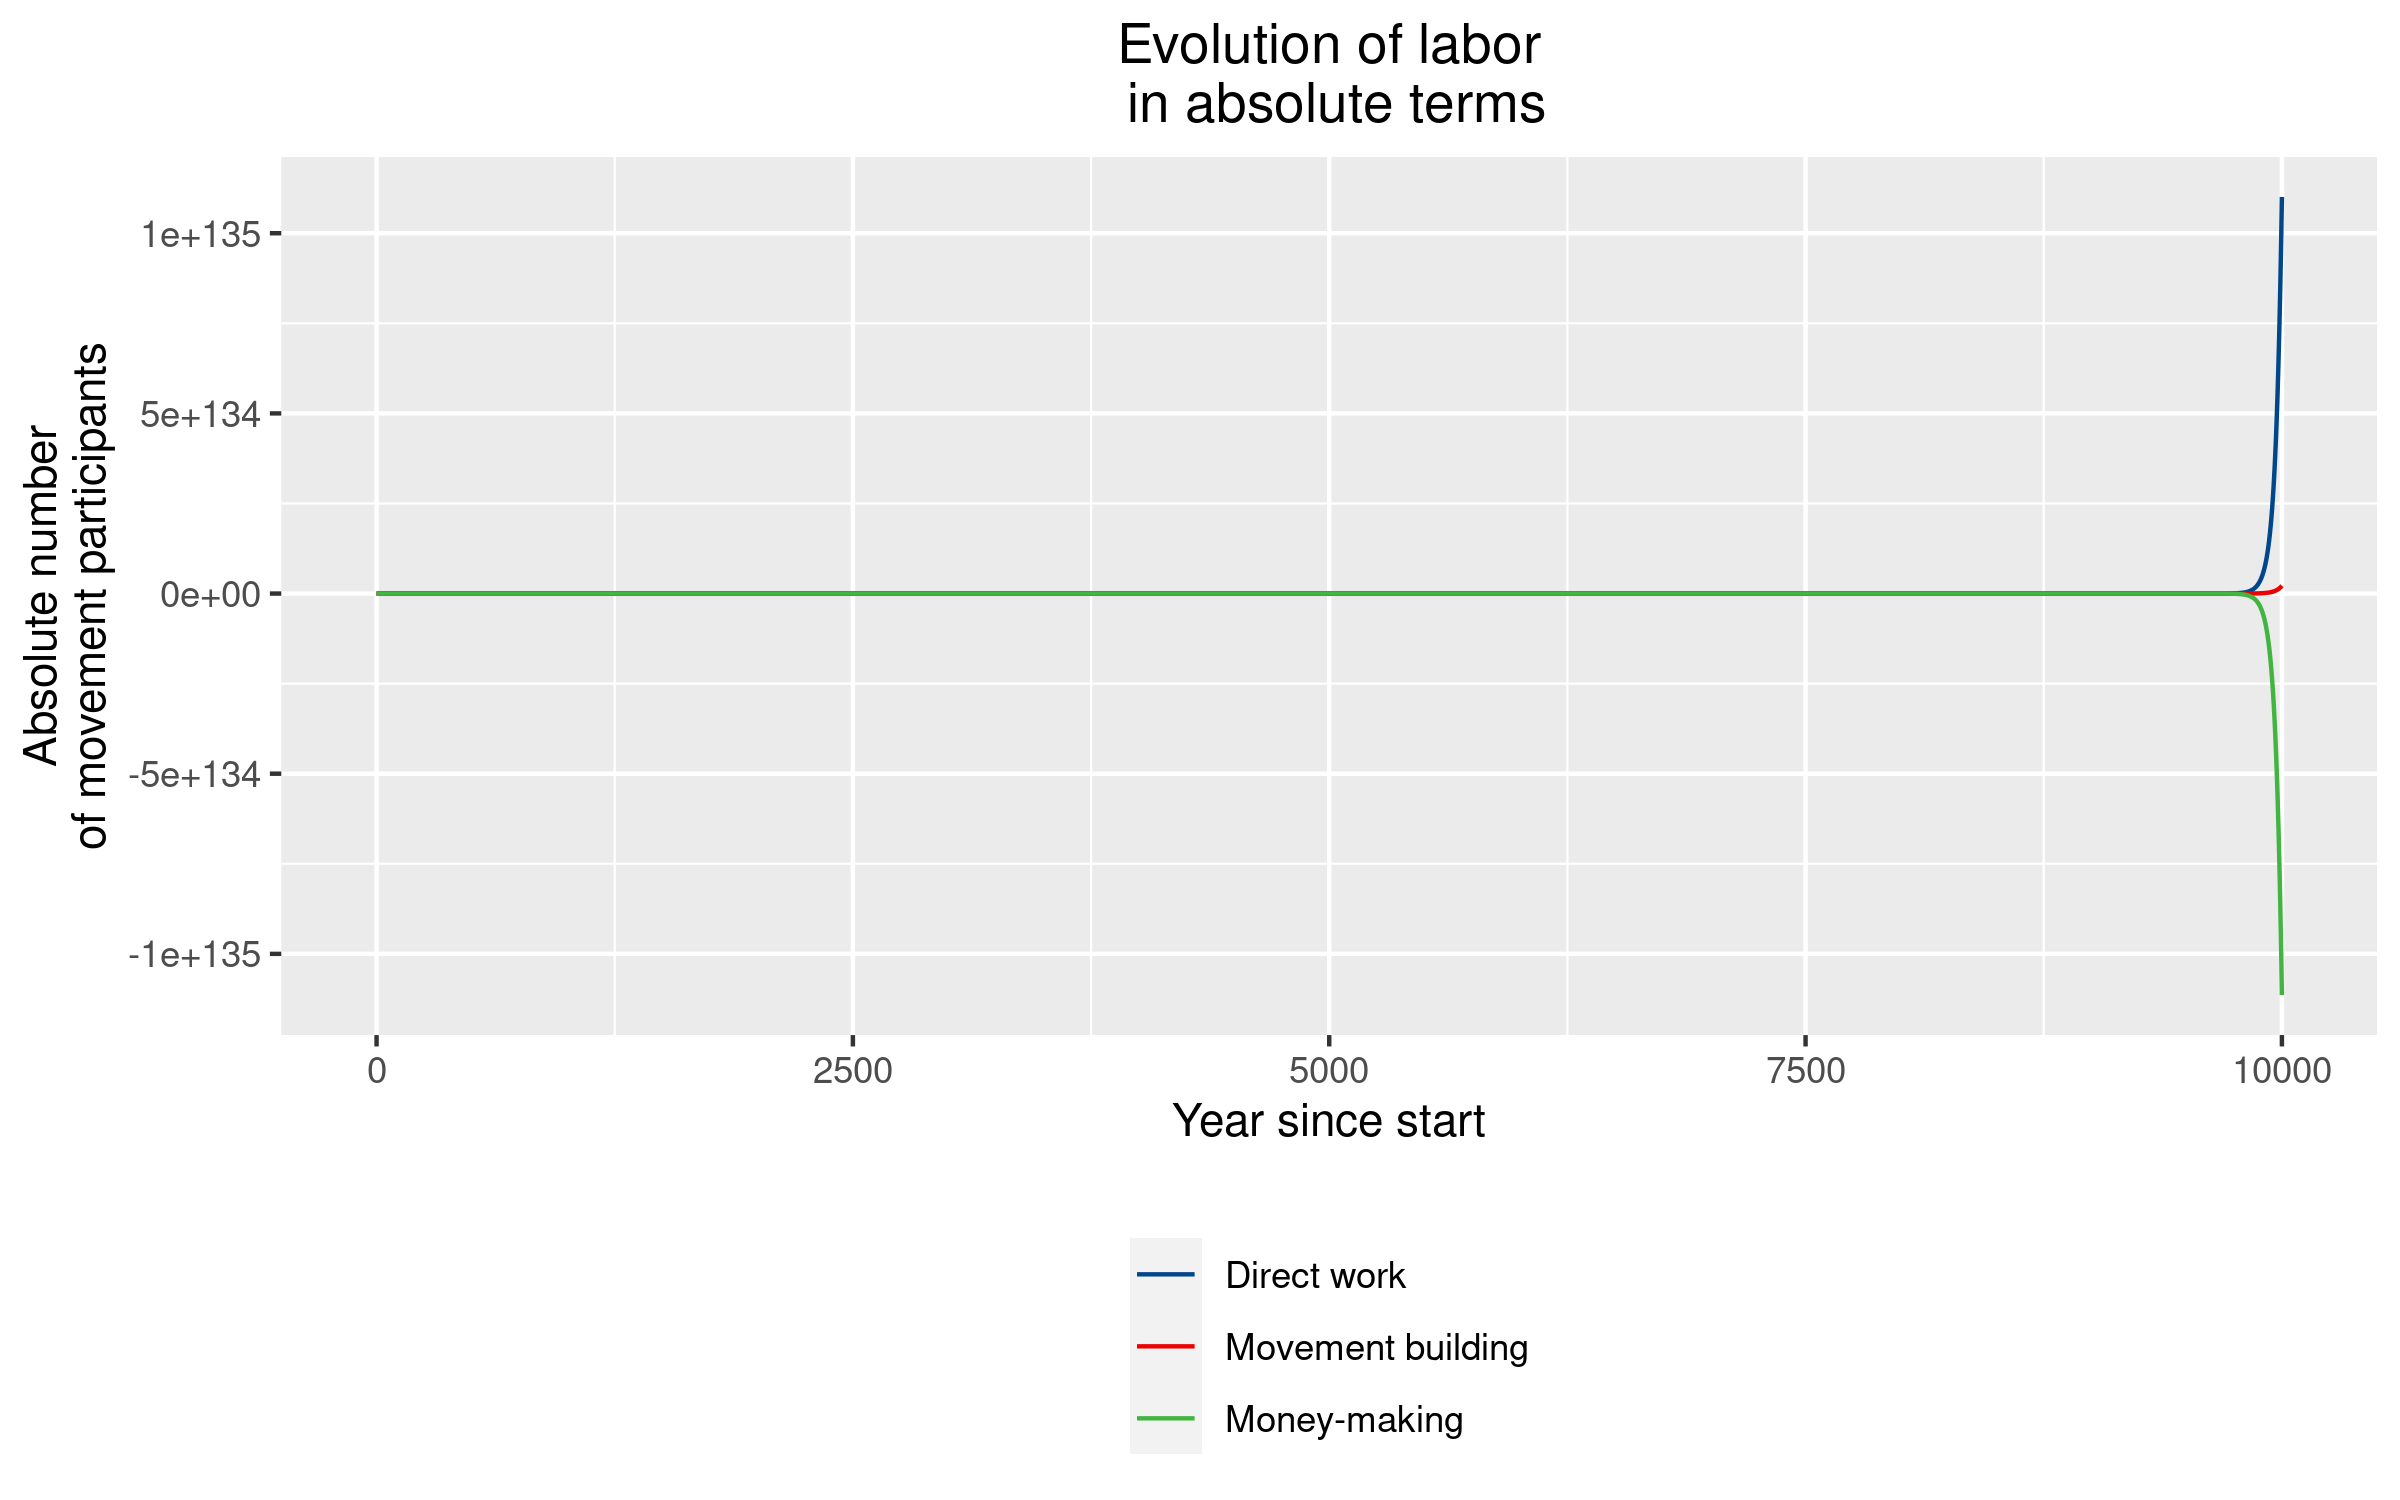 Evolution of labor
in absolute terms
Absolute number
of movement participants
1e+135
5e+134
0e+00
-5e+134
-1e+135
0
2500
5000
7500
10000
Year since start
Direct work
Movement building
Money-making